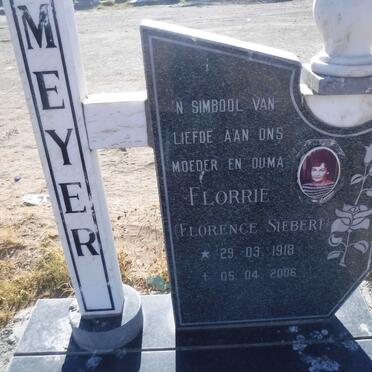 MEYER
'N SIMBOOL VAN
LIEFDE AAN ONS
MOEDER EN OUMA
FLORRIE
(FLORENCE SIEBERT)
★ 29. 03. 1918
† 05. 04. 2006